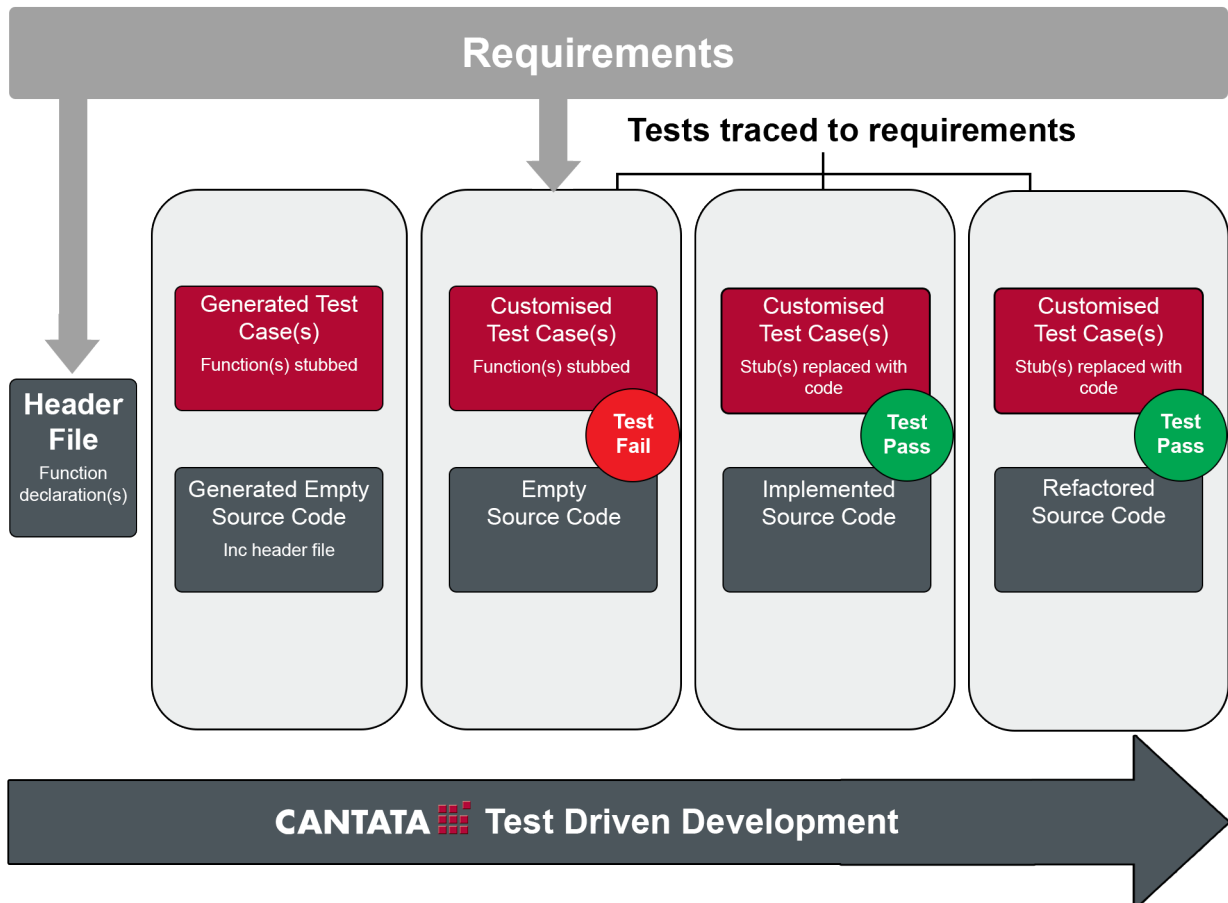 Requirements
Tests traced to requirements
Header
File
Function
declaration(s)
Generated Test
Case(s)
Function(s) stubbed
Generated Empty
Source Code
Inc header file
Customised
Test Case(s)
Function(s) stubbed
Test
Fail
Empty
Source Code
Customised
Test Case(s)
Stub(s) replaced with
code
Test
Pass
Implemented
Source Code
Customised
Test Case(s)
Stub(s) replaced with
code
Test
Pass
Refactored
Source Code
CANTATA Test Driven Development